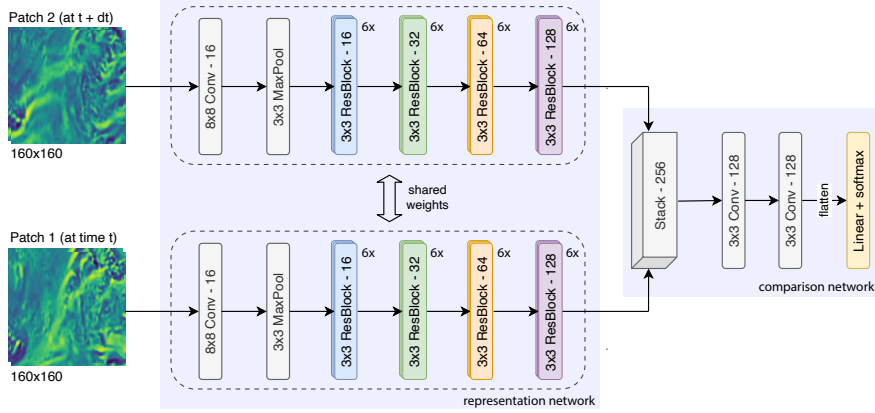 Patch 2 (at t + dt)
160x160
8x8 Conv - 16
3x3 MaxPool
3x3 ResBlock - 16
6x
3x3 ResBlock - 32
6x
3x3 ResBlock - 64
6x
3x3 ResBlock - 128
6x
shared
weights
Patch 1 (at time t)
160x160
8x8 Conv - 16
3x3 MaxPool
3x3 ResBlock - 16
6x
3x3 ResBlock - 32
6x
3x3 ResBlock - 64
6x
3x3 ResBlock - 128
6x
representation network
Stack - 256
3x3 Conv - 128
3x3 Conv - 128
flatten
Linear + softmax
comparison network